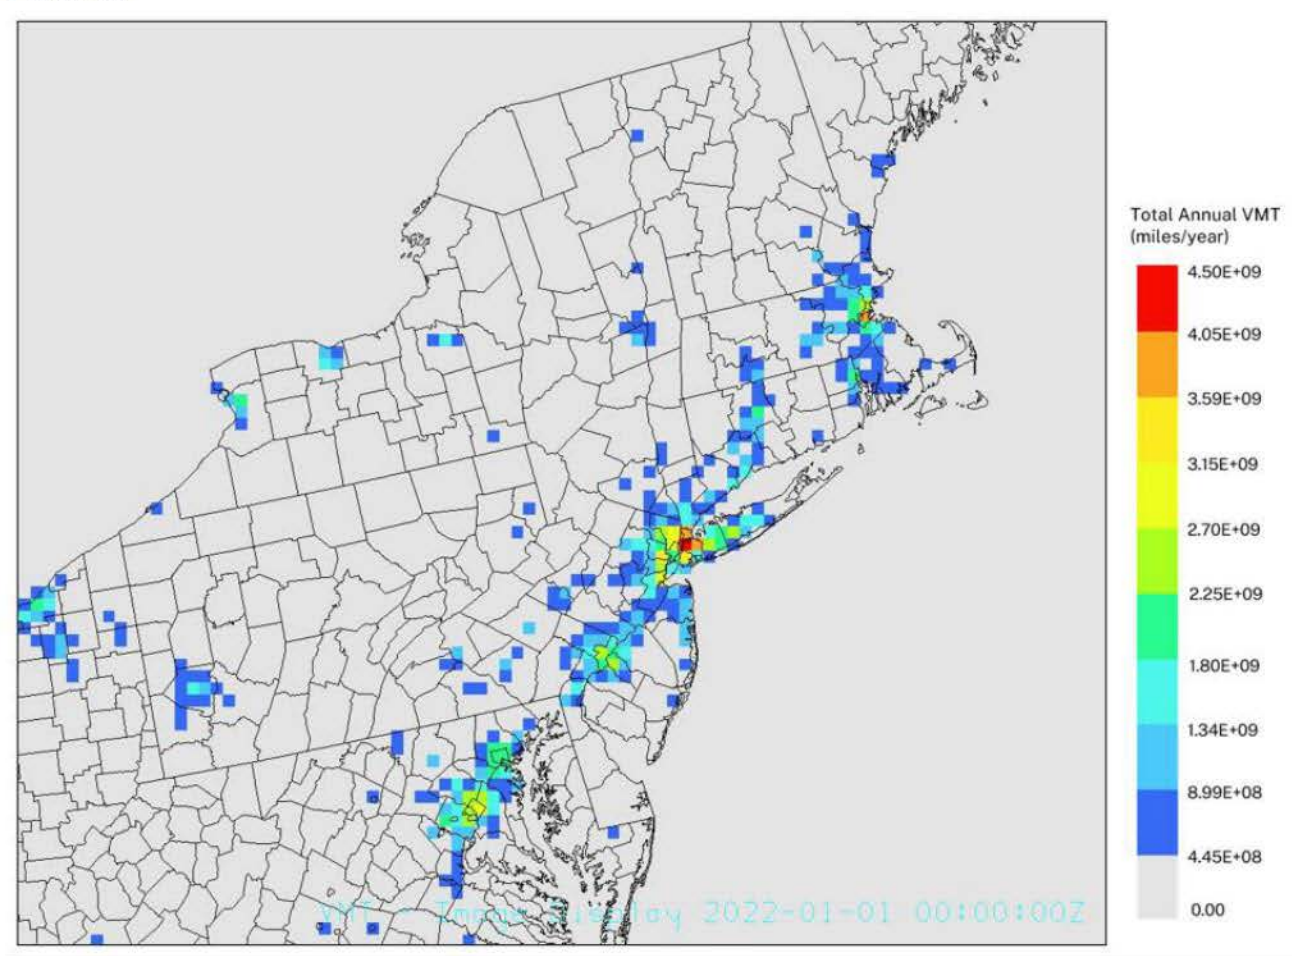 Total Annual VMT
(miles/year)
4.50E+09
4.05E+09
3.59E+09
3.15E+09
2.70E+09
2.25E+09
1.80E+09
1.34E+09
8.99E+08
4.45E+08
0.00
VMT - Image Display 2022-01-01 00:00:00Z